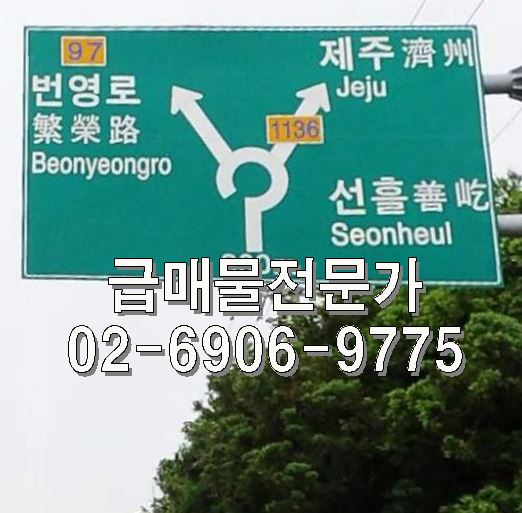 97
번영로
繁榮路
Beonyeongro
제주 濟州
Jeju
1136
선흘 善屹
Seonheul
급매물전문가
02-6906-9775